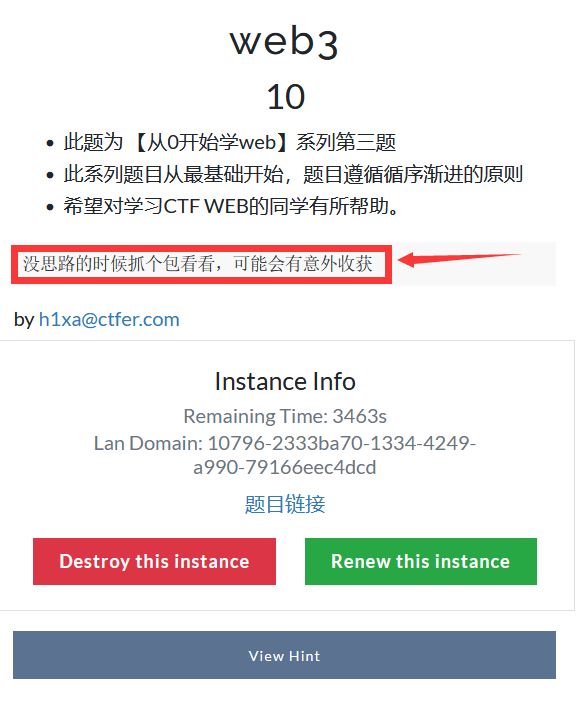 web3
10
此题为 【从0开始学web】系列第三题
此系列题目从最基础开始，题目遵循循序渐进的原则
希望对学习CTF WEB的同学有所帮助。
没思路的时候抓个包看看，可能会有意外收获
by h1xa@ctfer.com
Instance Info
Remaining Time: 3463s
Lan Domain: 10796-2333ba70-1334-4249-
a990-79166eec4dcd
题目链接
Destroy this instance
Renew this instance
View Hint